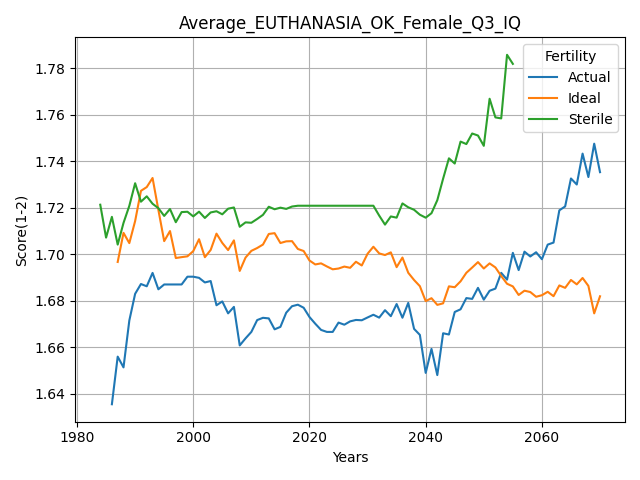 Average_EUTHANASIA_OK_Female_Q3_IQ
Fertility
Actual
Ideal
Sterile
Score(1-2)
1.78
1.76
1.74
1.72
1.70
1.68
1.66
1.64
1980 2000 2020 2040 2060
Years